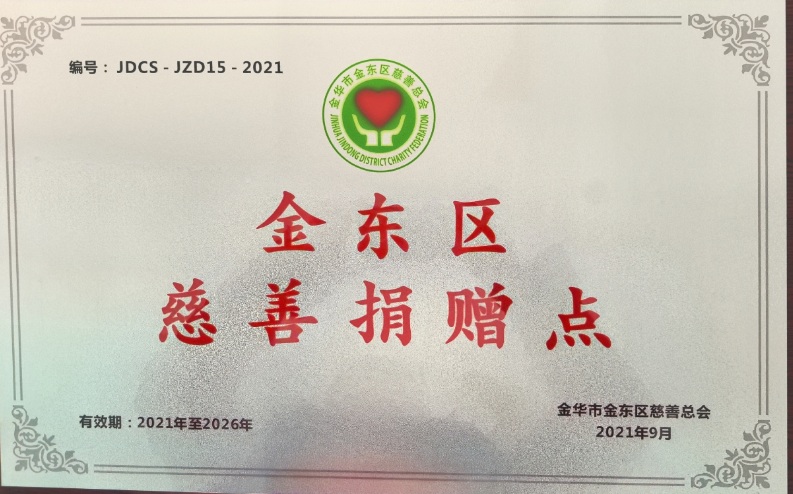 编号：JDCS - JZD15 - 2021
金华市金东区慈善总会
JINHUA JINDONG DISTRICT CHARITY FEDERATION
金东区
慈善捐赠点
有效期：2021年至2026年
金华市金东区慈善总会
2021年9月